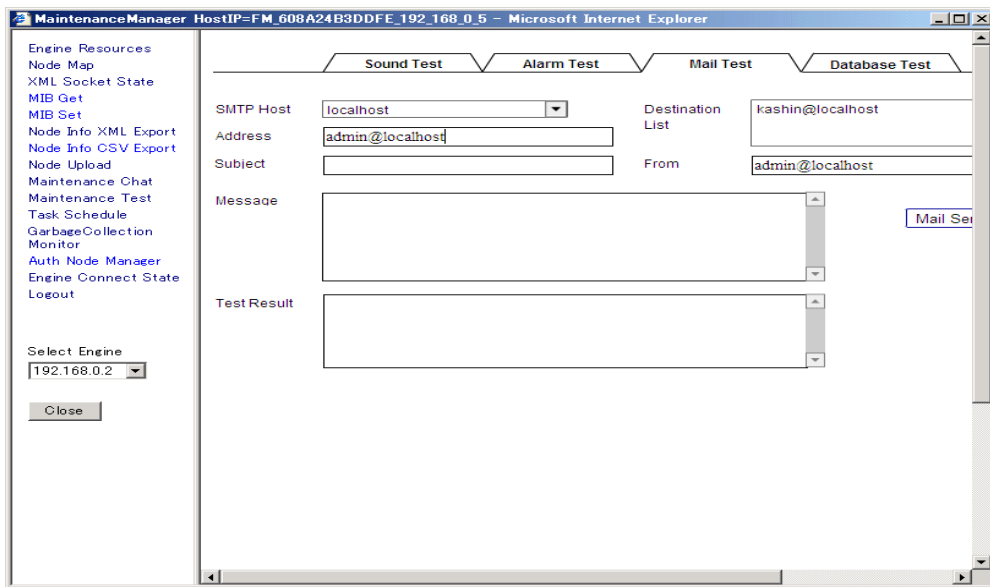 MaintenanceManager HostIP=FM_608A24B3DDFE_192_168_0_5 - Microsoft Internet Explorer
Engine Resources
Node Map
XML Socket State
MIB Get
MIB Set
Node Info XML Export
Node Info CSV Export
Node Upload
Maintenance Chat
Maintenance Test
Task Schedule
GarbageCollection
Monitor
Auth Node Manager
Engine Connect State
Logout
Select Engine
192.168.0.2
Close
Sound Test
Alarm Test
Mail Test
Database Test
SMTP Host
localhost
Destination
List
kashin@localhost
Address
admin@localhost
Subject
From
admin@localhost
Message
Mail Ser
Test Result